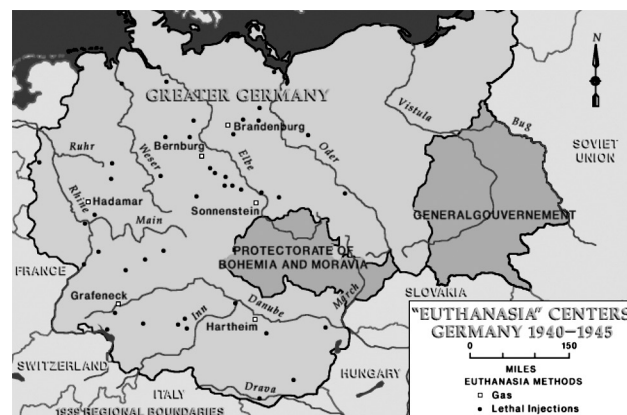 N
GREATER GERMANY
Vistula
Bug
Brandenburg
Bernburg
Ruhr
Weser
Elbe
Oder
SOVIET
UNION
Rhine
Hadamar
Sonnenstein
Main
GENERALGOUVERNEMENT
PROTECTORATE OF
BOHEMIA AND MORAVIA
FRANCE
Grafeneck
Inn
Danube
March
SLOVAKIA
Hartheim
SWITZERLAND
ITALY
Drava
HUNGARY
1939 REGIONAL BOUNDARIES
"EUTHANASIA" CENTERS
GERMANY 1940–1945
0 150
MILES
EUTHANASIA METHODS
Gas
Lethal Injections